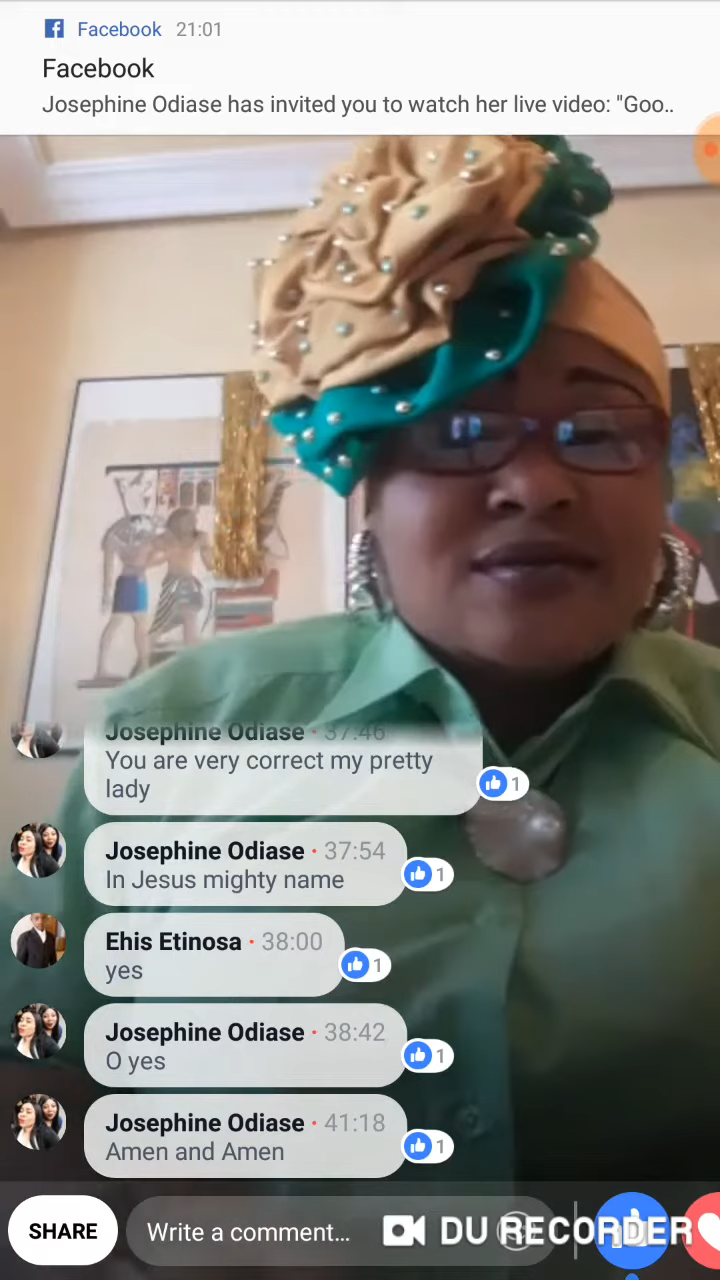 Facebook 21:01
Facebook
Josephine Odiase has invited you to watch her live video: "Goo..
Josephine Odiase · 37:46
You are very correct my pretty
lady
1
Josephine Odiase · 37:54
In Jesus mighty name
1
Ehis Etinosa · 38:00
yes
1
Josephine Odiase · 38:42
O yes
1
Josephine Odiase · 41:18
Amen and Amen
1
SHARE
Write a comment...
DU RECORDER